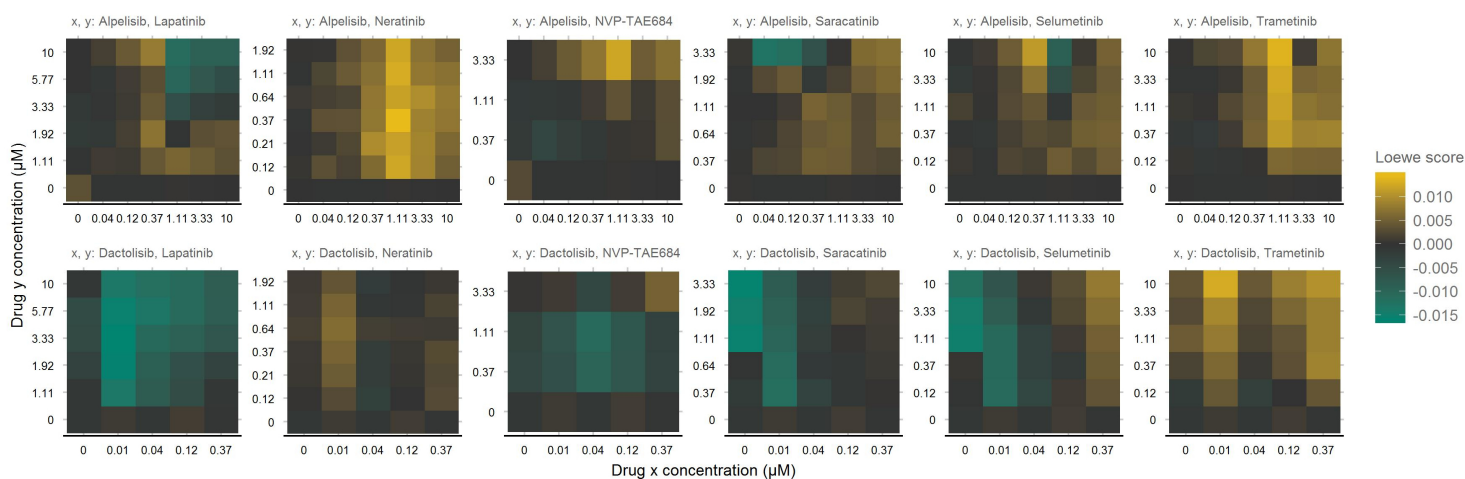 x, y: Alpelisib, Lapatinib
x, y: Alpelisib, Neratinib
x, y: Alpelisib, NVP-TAE684
x, y: Alpelisib, Saracatinib
x, y: Alpelisib, Selumetinib
x, y: Alpelisib, Trametinib
10
5.77
3.33
1.92
1.11
0
0 0.04 0.12 0.37 1.11 3.33 10
1.92
1.11
0.64
0.37
0.21
0.12
0
0 0.04 0.12 0.37 1.11 3.33 10
3.33
1.11
0.37
0
0 0.04 0.12 0.37 1.11 3.33 10
3.33
1.92
1.11
0.64
0.37
0
0 0.04 0.12 0.37 1.11 3.33 10
10
3.33
1.11
0.37
0.12
0
0 0.04 0.12 0.37 1.11 3.33 10
10
3.33
1.11
0.37
0.12
0
0 0.04 0.12 0.37 1.11 3.33 10
Drug y concentration (µM)
Loewe score
0.010
0.005
0.000
-0.005
-0.010
-0.015
x, y: Dactolisib, Lapatinib
x, y: Dactolisib, Neratinib
x, y: Dactolisib, NVP-TAE684
x, y: Dactolisib, Saracatinib
x, y: Dactolisib, Selumetinib
x, y: Dactolisib, Trametinib
10
5.77
3.33
1.92
1.11
0
0 0.01 0.04 0.12 0.37
1.92
1.11
0.64
0.37
0.21
0.12
0
0 0.01 0.04 0.12 0.37
3.33
1.11
0.37
0
0 0.01 0.04 0.12 0.37
3.33
1.92
1.11
0.64
0.37
0
0 0.01 0.04 0.12 0.37
10
3.33
1.11
0.37
0.12
0
0 0.01 0.04 0.12 0.37
10
3.33
1.11
0.37
0.12
0
0 0.01 0.04 0.12 0.37
Drug x concentration (µM)